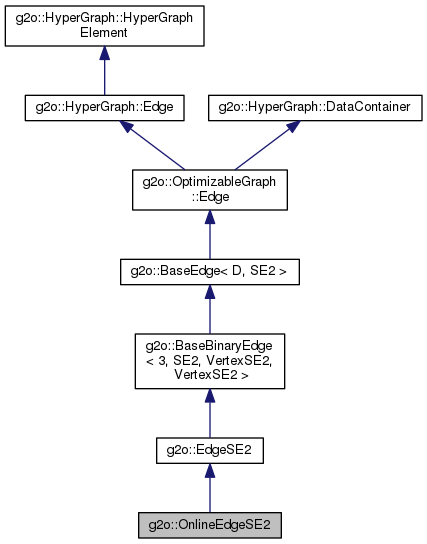 g2o::HyperGraph::HyperGraph
Element
g2o::HyperGraph::Edge
g2o::HyperGraph::DataContainer
g2o::OptimizableGraph
::Edge
g2o::BaseEdge< D, SE2 >
g2o::BaseBinaryEdge
< 3, SE2, VertexSE2,
VertexSE2 >
g2o::EdgeSE2
g2o::OnlineEdgeSE2